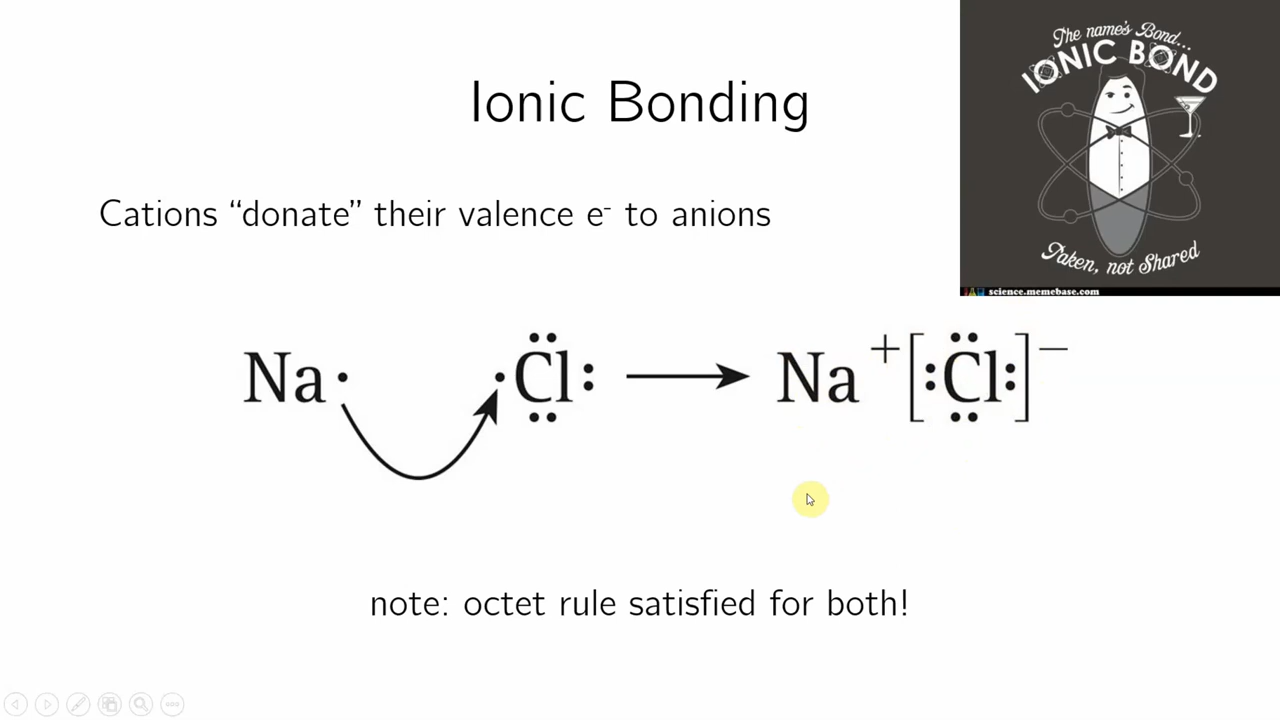 The name's Bond...
IONIC BOND
Taken, not Shared
science.memebase.com
Ionic Bonding
Cations “donate” their valence e⁻ to anions
Na· ·Cl: ⟶ Na⁺[:Cl:]⁻
note: octet rule satisfied for both!